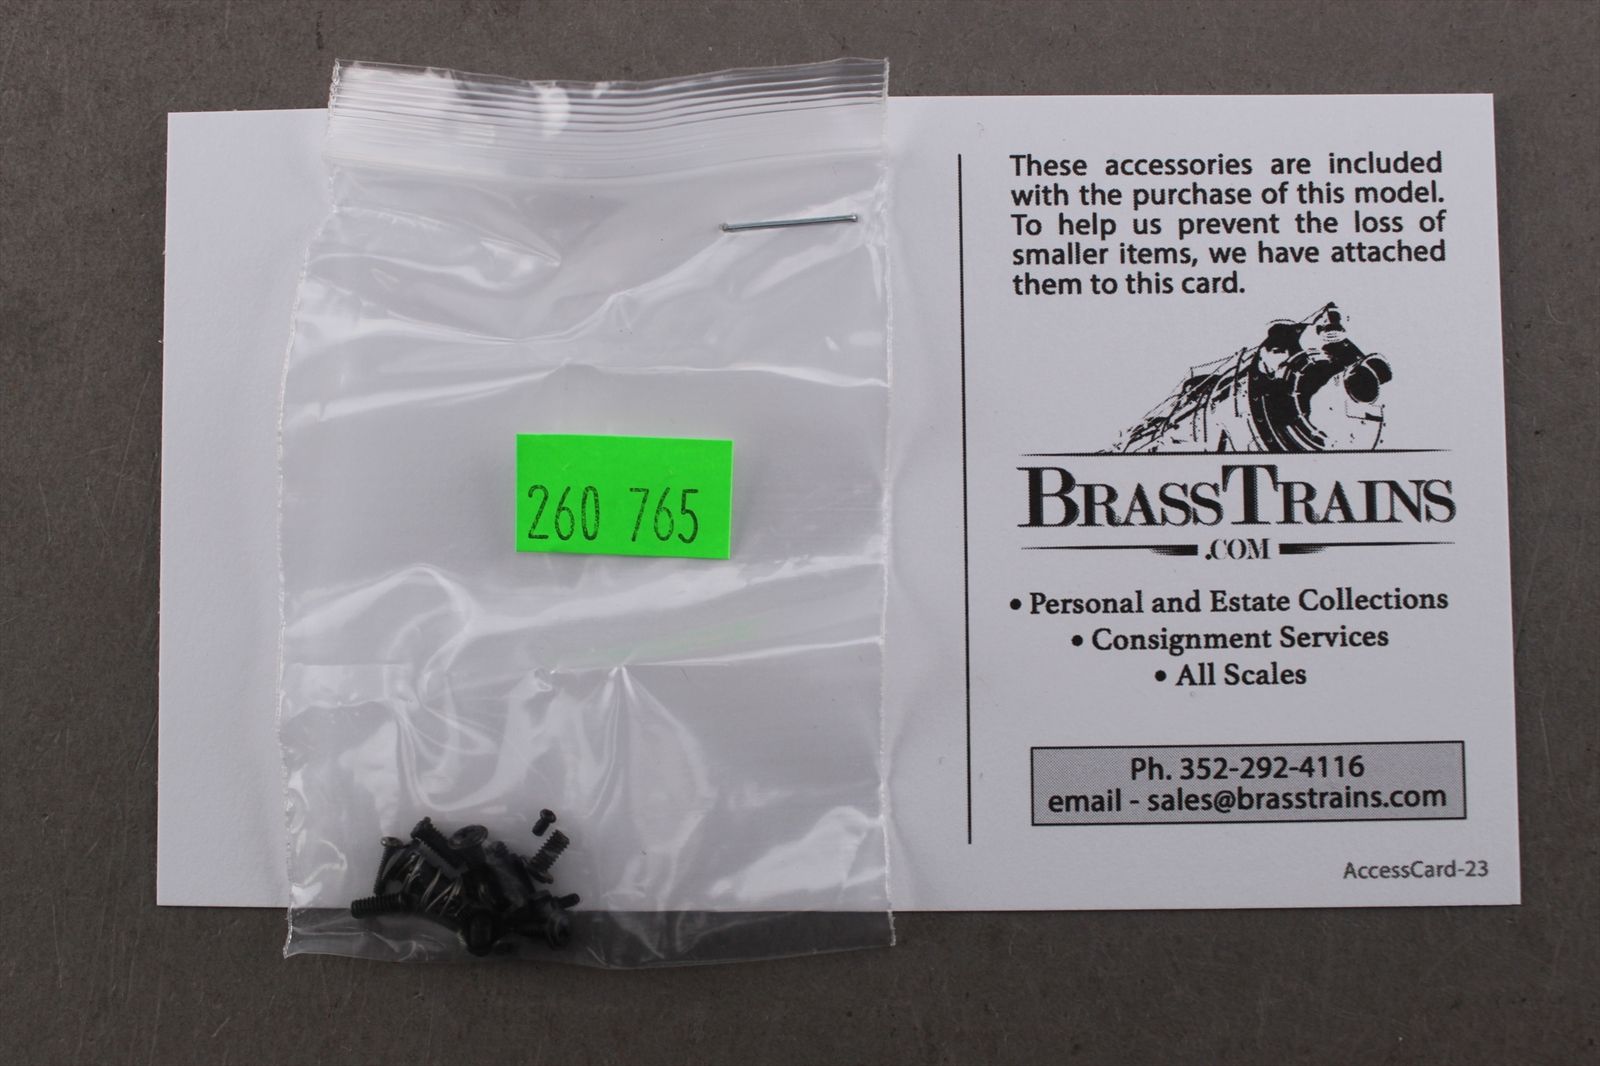 These accessories are included
with the purchase of this model.
To help us prevent the loss of
smaller items, we have attached
them to this card.
260 765
BRASSTRAINS
.COM
• Personal and Estate Collections
• Consignment Services
• All Scales
Ph. 352-292-4116
email - sales@brasstrains.com
AccessCard-23